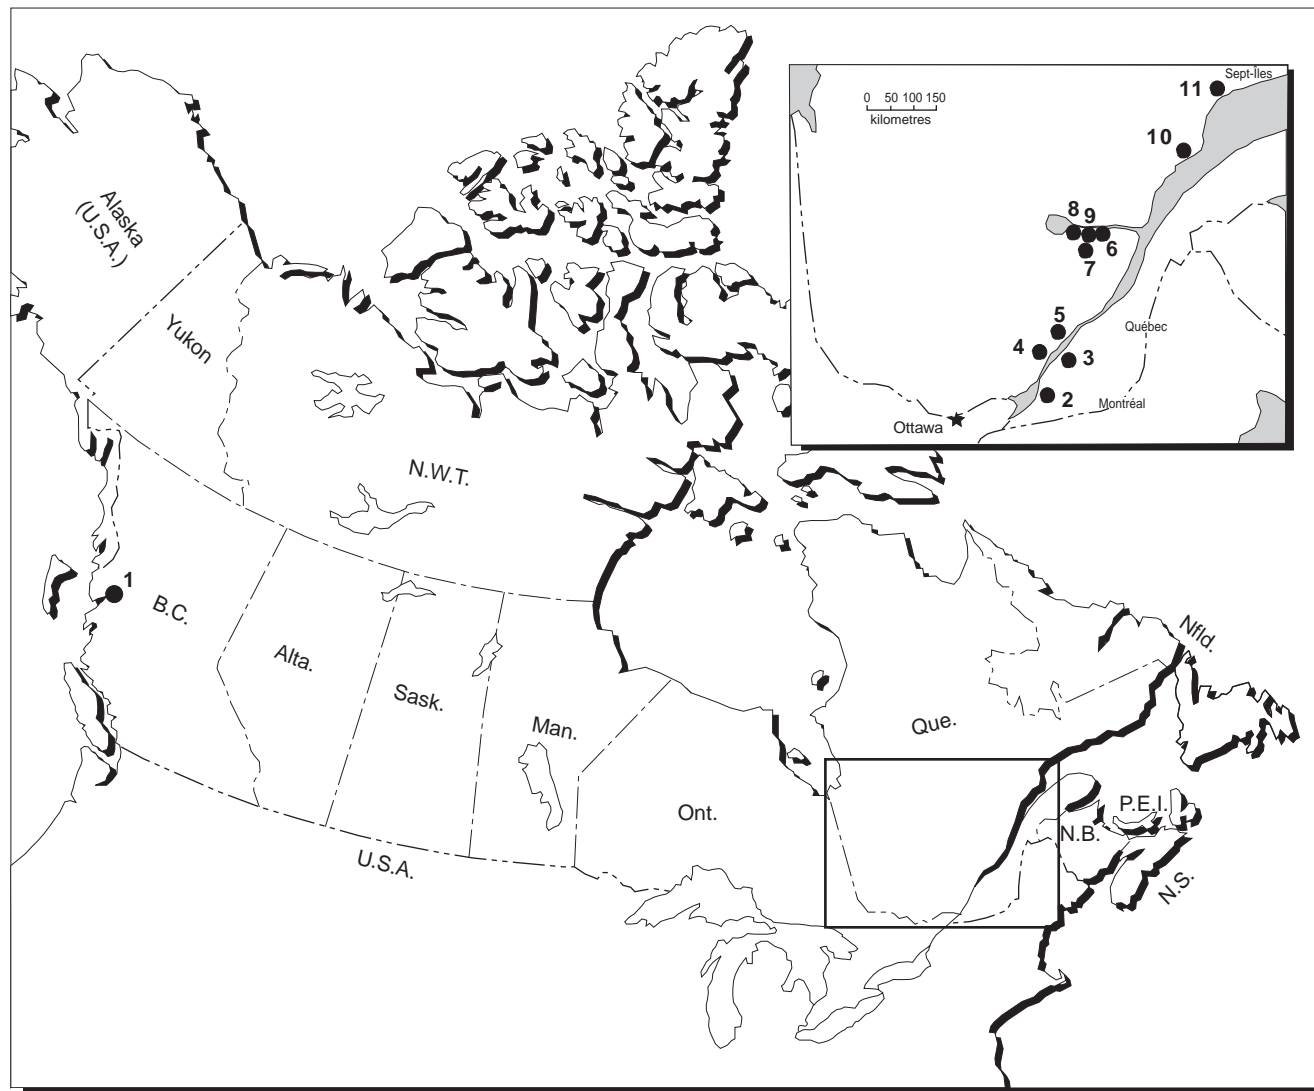 Sept-Îles
11
0 50 100 150
kilometres
10
8
9
6
7
5
Québec
4
3
2
Montréal
Ottawa
Alaska
(U.S.A.)
Yukon
N.W.T.
1
B.C.
Alta.
Sask.
Man.
Ont.
Que.
Nfld.
P.E.I.
N.B.
N.S.
U.S.A.